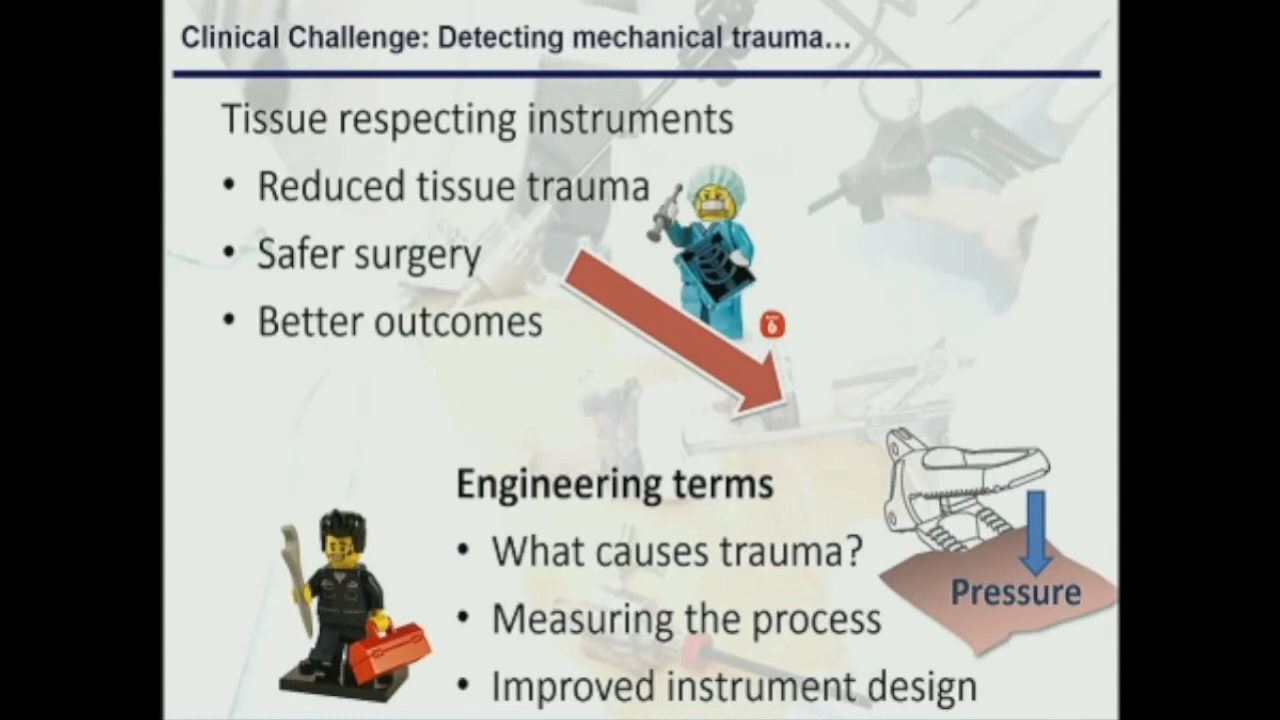 Clinical Challenge: Detecting mechanical trauma...
Tissue respecting instruments
• Reduced tissue trauma
• Safer surgery
• Better outcomes
6
Engineering terms
• What causes trauma?
• Measuring the process
• Improved instrument design
Pressure